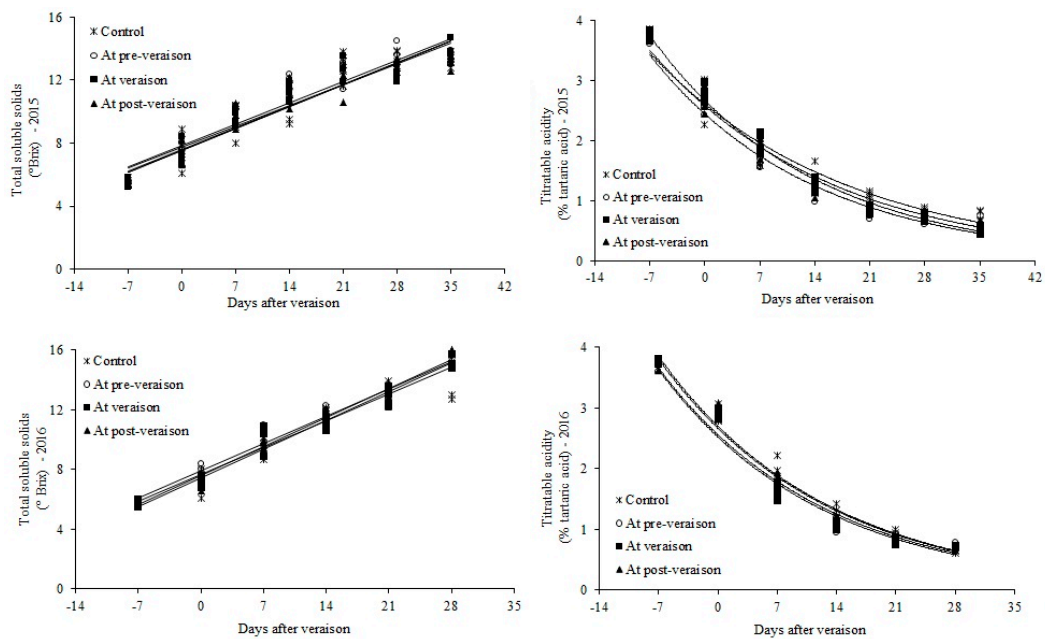 Total soluble solids
(°Brix) - 2015
16
12
8
4
0
Control
At pre-veraison
At veraison
At post-veraison
-14 -7 0 7 14 21 28 35 42
Days after veraison
Titratable acidity
(% tartaric acid) - 2015
4
3
2
1
0
Control
At pre-veraison
At veraison
At post-veraison
-14 -7 0 7 14 21 28 35 42
Days after veraison
Total soluble solids
(° Brix) - 2016
16
12
8
4
0
Control
At pre-veraison
At veraison
At post-veraison
-14 -7 0 7 14 21 28 35
Days after veraison
Titratable acidity
(% tartaric acid) - 2016
4
3
2
1
0
Control
At pre-veraison
At veraison
At post-veraison
-14 -7 0 7 14 21 28 35
Days after veraison